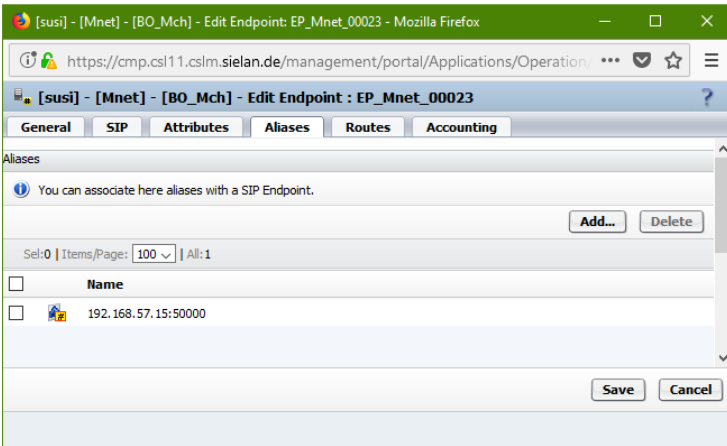 [susi] - [Mnet] - [BO_Mch] - Edit Endpoint: EP_Mnet_00023 - Mozilla Firefox
https://cmp.csl11.cslm.sielan.de/management/portal/Applications/Operation/
[susi] - [Mnet] - [BO_Mch] - Edit Endpoint : EP_Mnet_00023 ?
General SIP Attributes Aliases Routes Accounting
Aliases
You can associate here aliases with a SIP Endpoint.
Add... Delete
Sel:0 | Items/Page: 100 | All:1
Name
192.168.57.15:50000
Save Cancel